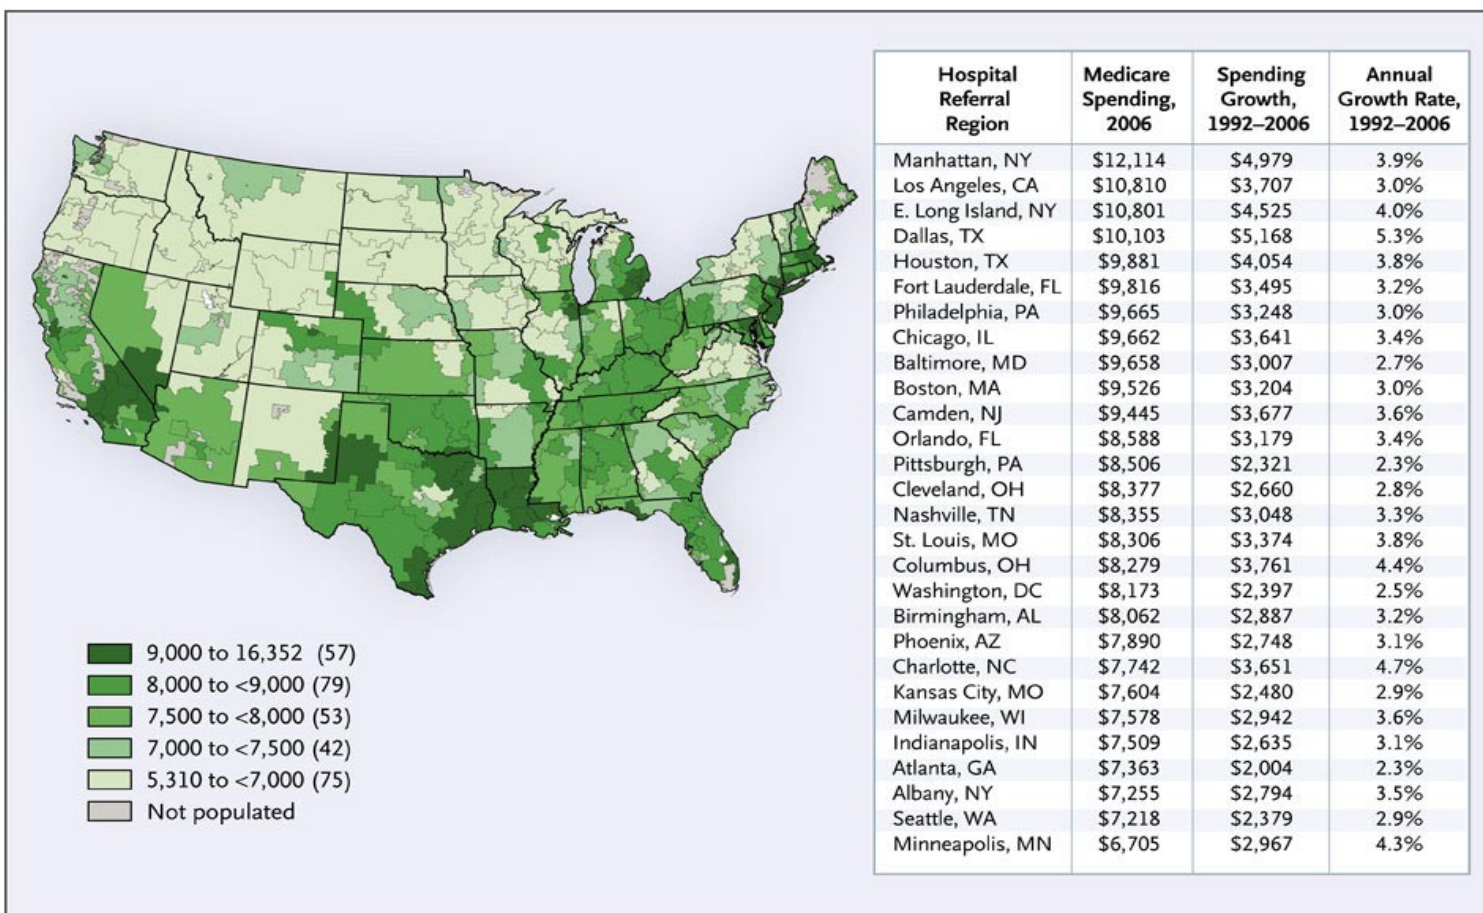 Hospital Referral Region | Medicare Spending, 2006 | Spending Growth, 1992–2006 | Annual Growth Rate, 1992–2006
Manhattan, NY $12,114 $4,979 3.9%
Los Angeles, CA $10,810 $3,707 3.0%
E. Long Island, NY $10,801 $4,525 4.0%
Dallas, TX $10,103 $5,168 5.3%
Houston, TX $9,881 $4,054 3.8%
Fort Lauderdale, FL $9,816 $3,495 3.2%
Philadelphia, PA $9,665 $3,248 3.0%
Chicago, IL $9,662 $3,641 3.4%
Baltimore, MD $9,658 $3,007 2.7%
Boston, MA $9,526 $3,204 3.0%
Camden, NJ $9,445 $3,677 3.6%
Orlando, FL $8,588 $3,179 3.4%
Pittsburgh, PA $8,506 $2,321 2.3%
Cleveland, OH $8,377 $2,660 2.8%
Nashville, TN $8,355 $3,048 3.3%
St. Louis, MO $8,306 $3,374 3.8%
Columbus, OH $8,279 $3,761 4.4%
Washington, DC $8,173 $2,397 2.5%
Birmingham, AL $8,062 $2,887 3.2%
Phoenix, AZ $7,890 $2,748 3.1%
Charlotte, NC $7,742 $3,651 4.7%
Kansas City, MO $7,604 $2,480 2.9%
Milwaukee, WI $7,578 $2,942 3.6%
Indianapolis, IN $7,509 $2,635 3.1%
Atlanta, GA $7,363 $2,004 2.3%
Albany, NY $7,255 $2,794 3.5%
Seattle, WA $7,218 $2,379 2.9%
Minneapolis, MN $6,705 $2,967 4.3%
9,000 to 16,352 (57)
8,000 to <9,000 (79)
7,500 to <8,000 (53)
7,000 to <7,500 (42)
5,310 to <7,000 (75)
Not populated